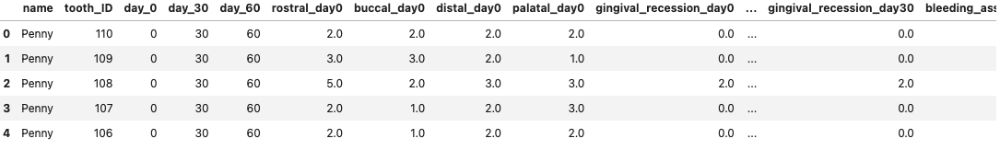 name tooth_ID day_0 day_30 day_60 rostral_day0 buccal_day0 distal_day0 palatal_day0 gingival_recession_day0 ... gingival_recession_day30 bleeding_ass
0 Penny 110 0 30 60 2.0 2.0 2.0 2.0 0.0 ... 0.0
1 Penny 109 0 30 60 3.0 3.0 2.0 1.0 0.0 ... 0.0
2 Penny 108 0 30 60 5.0 2.0 3.0 3.0 2.0 ... 2.0
3 Penny 107 0 30 60 2.0 1.0 2.0 3.0 0.0 ... 0.0
4 Penny 106 0 30 60 2.0 1.0 2.0 2.0 0.0 ... 0.0